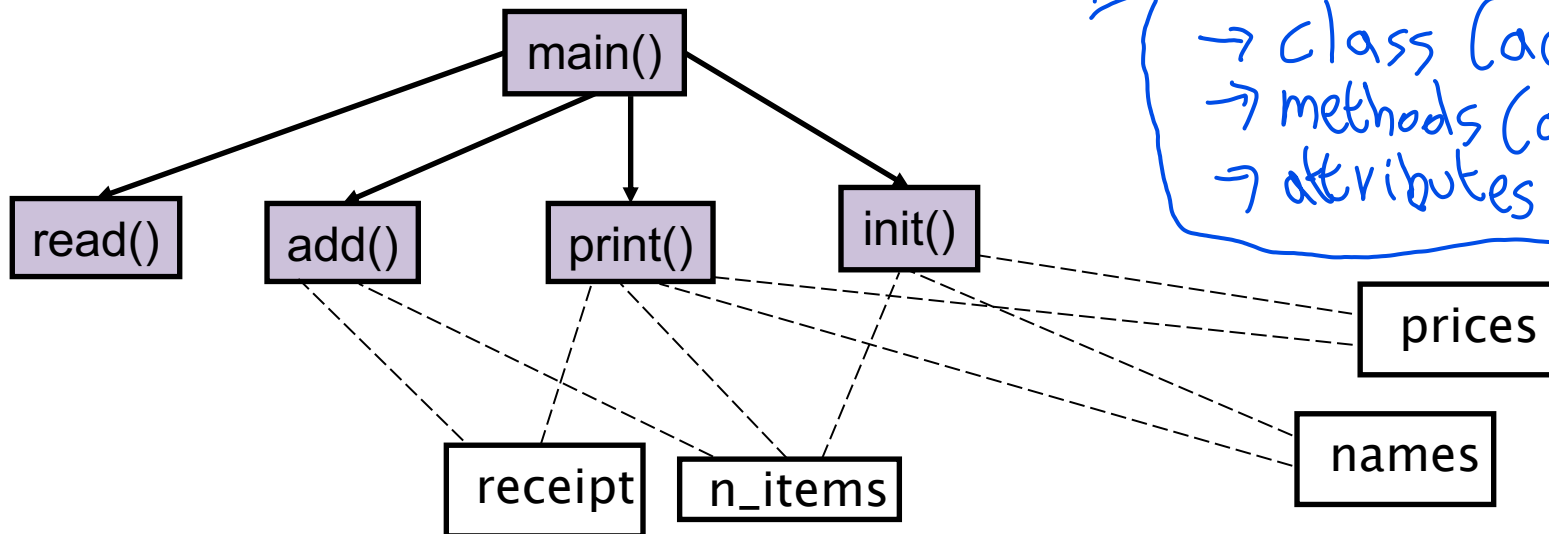 main()
→ class
→ methods
→ attributes
read()
add()
print()
init()
prices
names
receipt
n_items